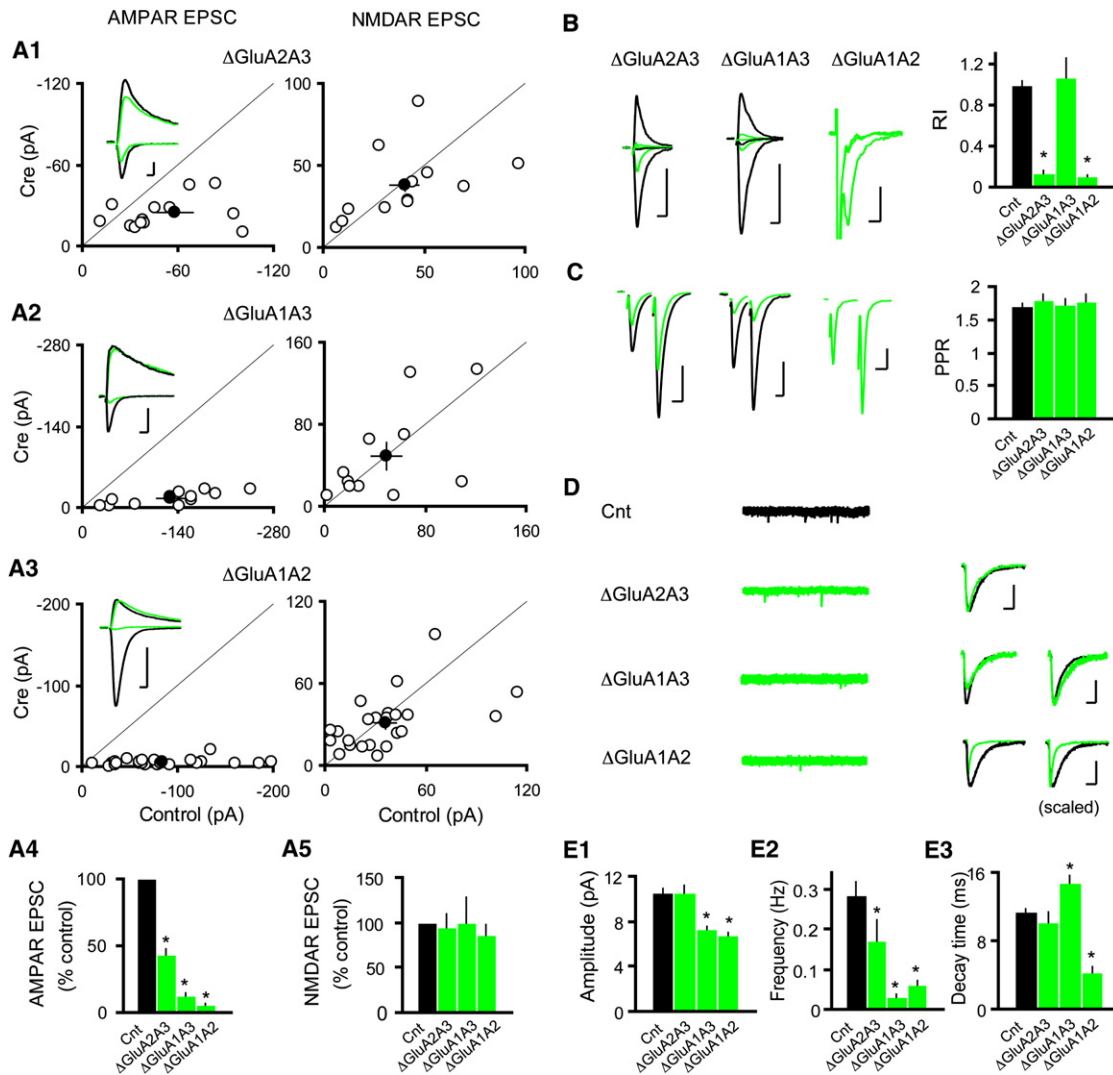 AMPAR EPSC
NMDAR EPSC
A1
ΔGluA2A3
-120
-60
0
Cre (pA)
0
-60
-120
100
50
0
0
50
100
A2
ΔGluA1A3
-280
-140
0
Cre (pA)
0
-140
-280
160
80
0
0
80
160
A3
ΔGluA1A2
-200
-100
0
Cre (pA)
0
-100
-200
Control (pA)
120
60
0
0
60
120
Control (pA)
A4
AMPAR EPSC
(% control)
100
50
0
Cnt
ΔGluA2A3
ΔGluA1A3
ΔGluA1A2
* * *
A5
NMDAR EPSC
(% control)
150
100
50
0
Cnt
ΔGluA2A3
ΔGluA1A3
ΔGluA1A2
B
ΔGluA2A3
ΔGluA1A3
ΔGluA1A2
RI
1.2
0.8
0.4
0
* *
Cnt
ΔGluA2A3
ΔGluA1A3
ΔGluA1A2
C
PPR
2
1.5
1
0.5
0
Cnt
ΔGluA2A3
ΔGluA1A3
ΔGluA1A2
D
Cnt
ΔGluA2A3
ΔGluA1A3
ΔGluA1A2
(scaled)
E1
Amplitude (pA)
12
8
4
0
* *
Cnt
ΔGluA2A3
ΔGluA1A3
ΔGluA1A2
E2
Frequency (Hz)
0.3
0.2
0.1
0
* * *
Cnt
ΔGluA2A3
ΔGluA1A3
ΔGluA1A2
E3
Decay time (ms)
16
8
0
* *
Cnt
ΔGluA2A3
ΔGluA1A3
ΔGluA1A2